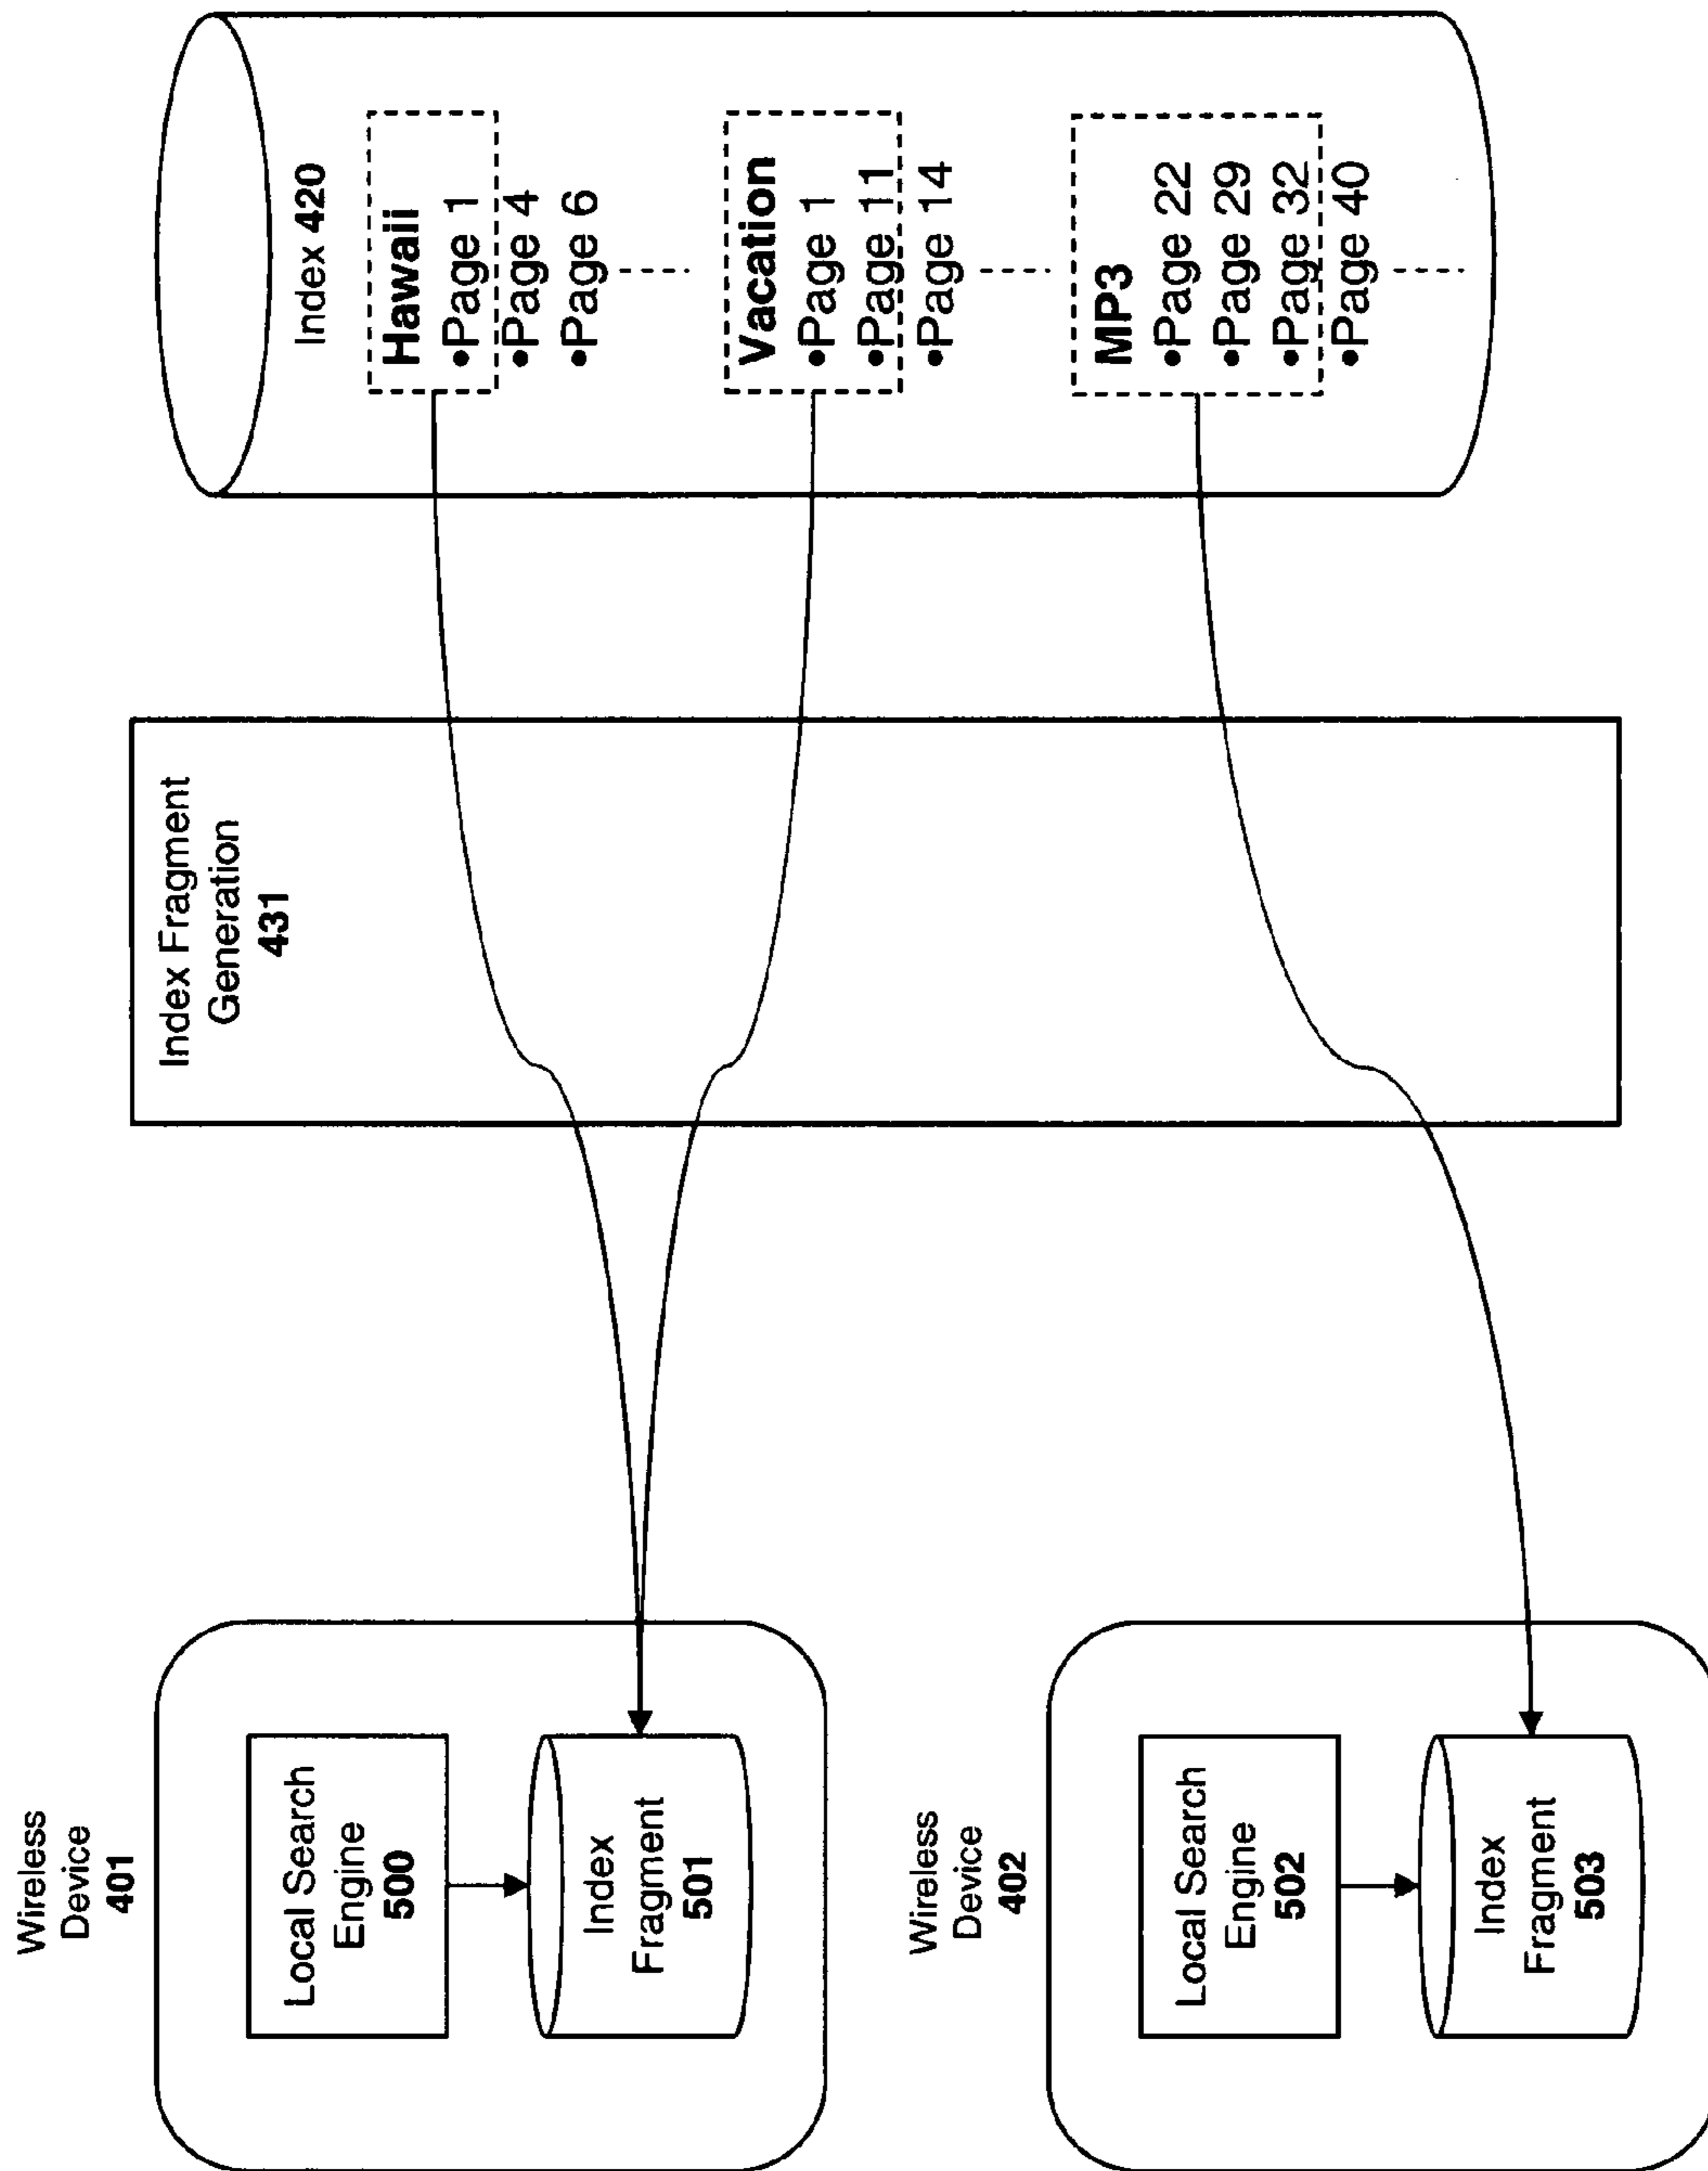 Wireless
Device
401
Local Search
Engine
500
Index
Fragment
501
Wireless
Device
402
Local Search
Engine
502
Index
Fragment
503
Index Fragment
Generation
431
Index 420
Hawaii
•Page 1
•Page 4
•Page 6
Vacation
•Page 1
•Page 11
•Page 14
MP3
•Page 22
•Page 29
•Page 32
•Page 40